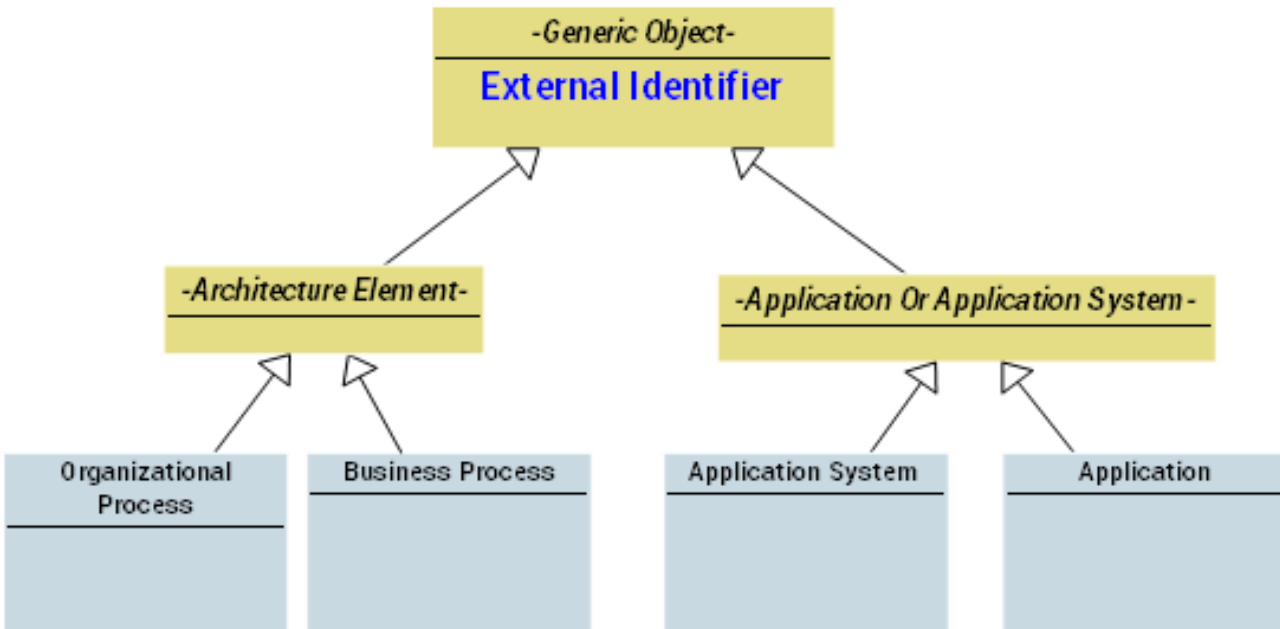 -Generic Object-
External Identifier
-Architecture Element-
-Application Or Application System-
Organizational
Process
Business Process
Application System
Application